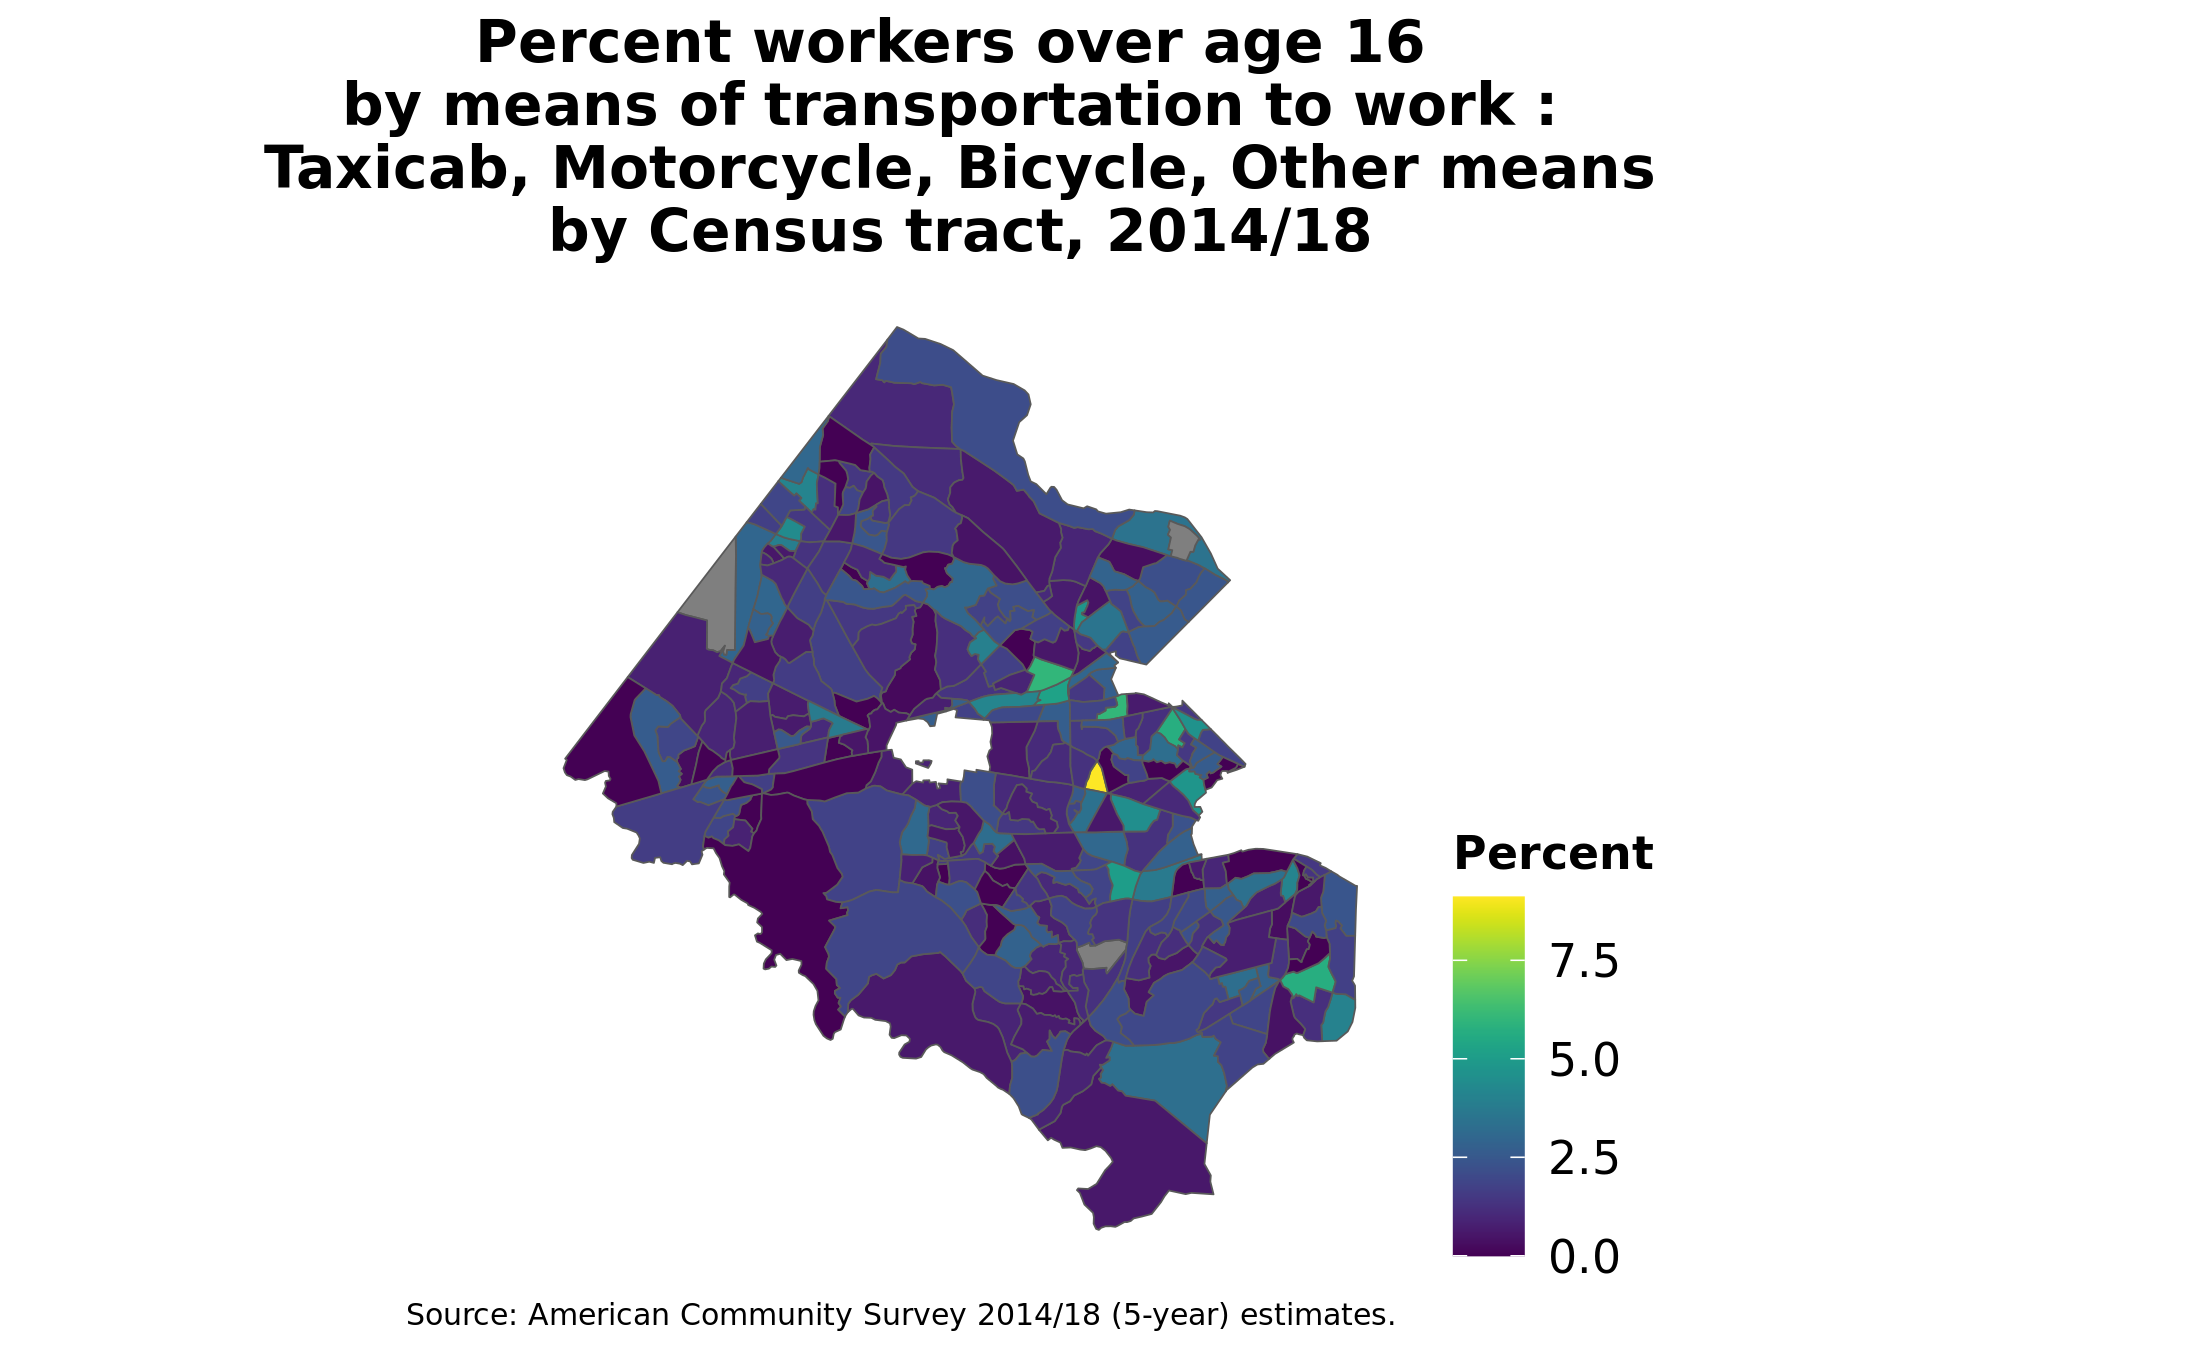 Percent workers over age 16
by means of transportation to work :
Taxicab, Motorcycle, Bicycle, Other means
by Census tract, 2014/18
Percent
7.5
5.0
2.5
0.0
Source: American Community Survey 2014/18 (5-year) estimates.